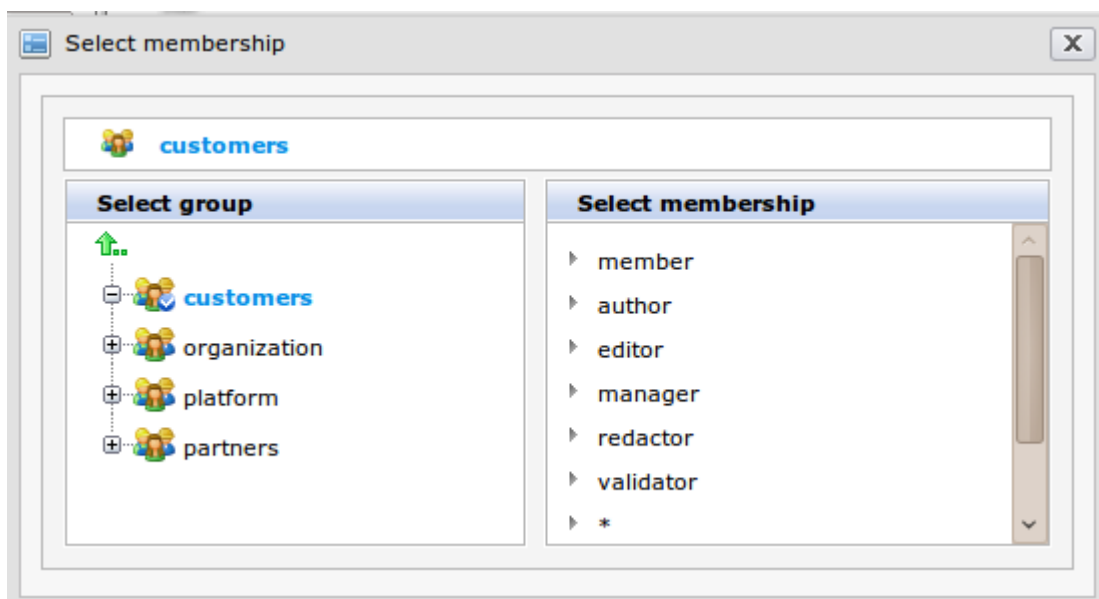 Select membership
X
customers
Select group
..
customers
organization
platform
partners
Select membership
member
author
editor
manager
redactor
validator
*